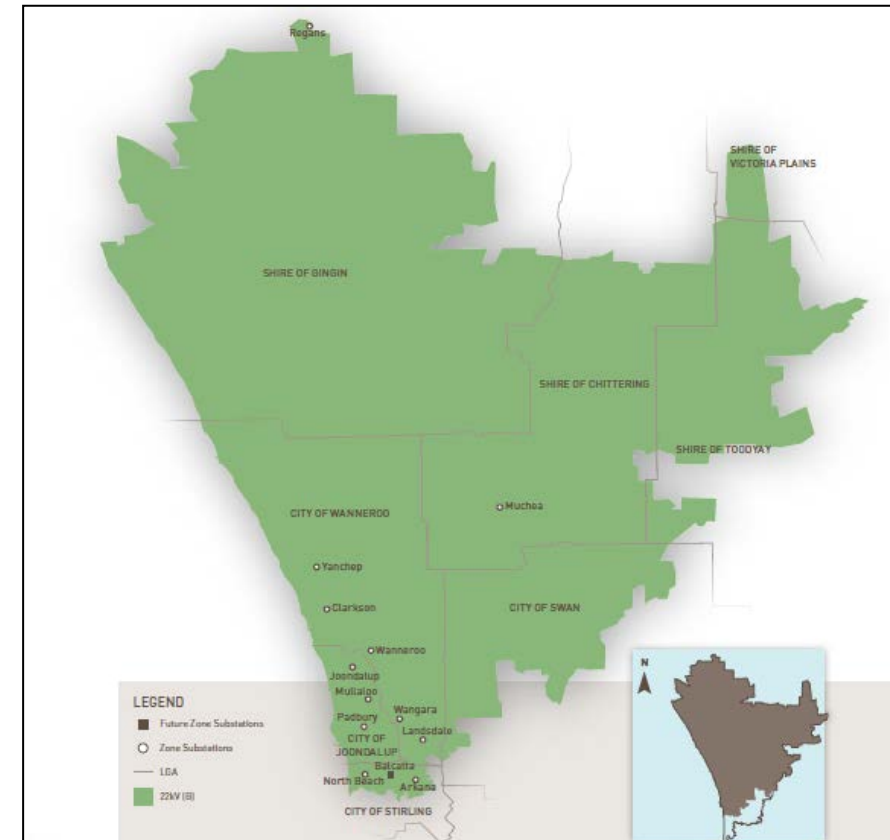 Regans
SHIRE OF
VICTORIA PLAINS
SHIRE OF GINGIN
SHIRE OF CHITTERING
SHIRE OF TOODYAY
Muchea
CITY OF WANNEROO
Yanchep
Clarkson
CITY OF SWAN
Wanneroo
Joondalup
Mullaloo
Padbury
Wangara
Landsdale
CITY OF
JOONDALUP
Balcatta
North Beach
Arkana
CITY OF STIRLING
N
LEGEND
Future Zone Substations
Zone Substations
LGA
22kV (G)